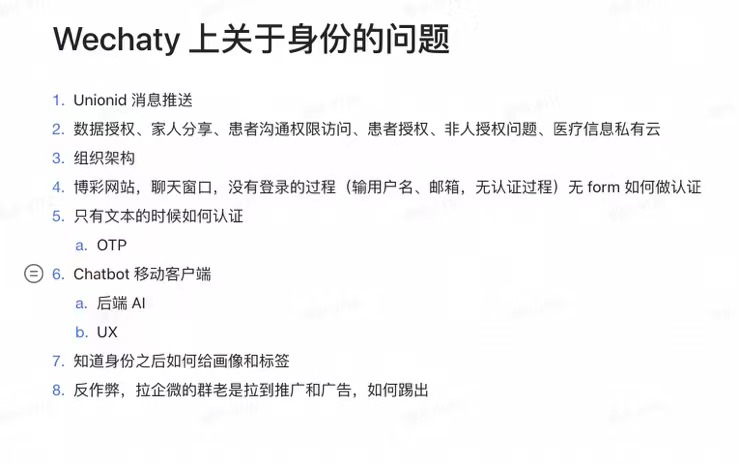 Wechaty 上关于身份的问题
1. Unionid 消息推送
2. 数据授权、家人分享、患者沟通权限访问、患者授权、非人授权问题、医疗信息私有云
3. 组织架构
4. 博彩网站，聊天窗口，没有登录的过程（输用户名、邮箱，无认证过程）无 form 如何做认证
5. 只有文本的时候如何认证
a. OTP
6. Chatbot 移动客户端
a. 后端 AI
b. UX
7. 知道身份之后如何给画像和标签
8. 反作弊，拉企微的群老是拉到推广和广告，如何踢出